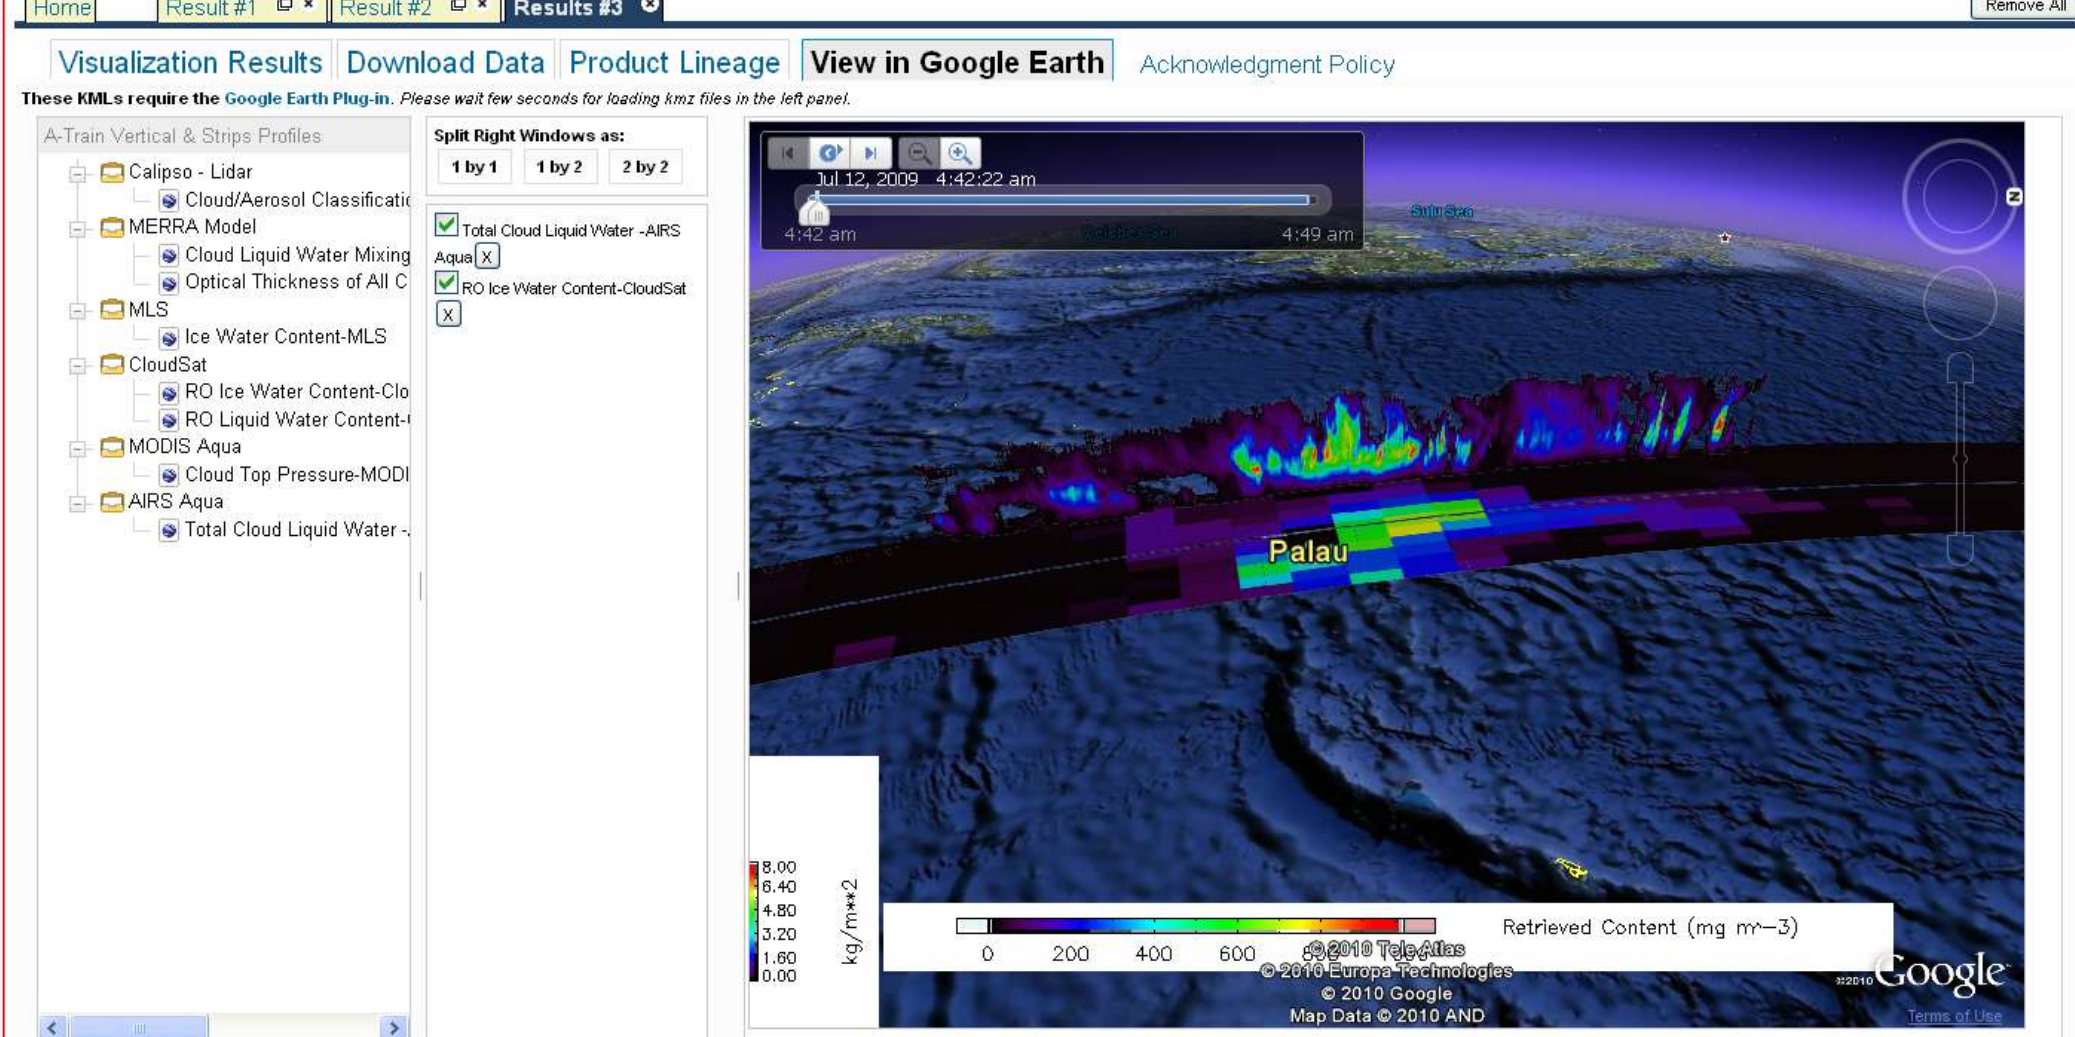 Home
Result #1
Result #2
Results #3
Remove All
Visualization Results
Download Data
Product Lineage
View in Google Earth
Acknowledgment Policy
These KMLs require the Google Earth Plug-in. Please wait few seconds for loading kmz files in the left panel.
A-Train Vertical & Strips Profiles
Calipso - Lidar
Cloud/Aerosol Classificatio
MERRA Model
Cloud Liquid Water Mixing
Optical Thickness of All C
MLS
Ice Water Content-MLS
CloudSat
RO Ice Water Content-Clo
RO Liquid Water Content-
MODIS Aqua
Cloud Top Pressure-MODI
AIRS Aqua
Total Cloud Liquid Water -
Split Right Windows as:
1 by 1
1 by 2
2 by 2
Total Cloud Liquid Water -AIRS
Aqua X
RO Ice Water Content-CloudSat
X
Jul 12, 2009 4:42:22 am
4:42 am
4:49 am
Sulu Sea
Celebes Sea
N
Palau
8.00
6.40
4.80
3.20
1.60
0.00
kg/m**2
0 200 400 600
Retrieved Content (mg m^-3)
© 2010 Tele Atlas
© 2010 Europa Technologies
© 2010 Google
Map Data © 2010 AND
©2010 Google
Terms of Use